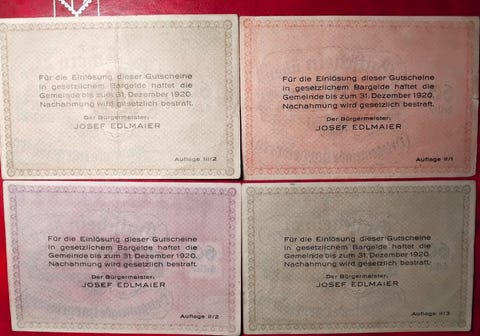 Für die Einlösung dieser Gutscheine
in gesetzlichem Bargelde haftet die
Gemeinde bis zum 31. Dezember 1920.
Nachahmung wird gesetzlich bestraft.
Der Bürgermeister:
JOSEF EDLMAIER
Auflage III/2
Für die Einlösung dieser Gutscheine
in gesetzlichem Bargelde haftet die
Gemeinde bis zum 31. Dezember 1920.
Nachahmung wird gesetzlich bestraft.
Der Bürgermeister:
JOSEF EDLMAIER
Auflage II/1
Für die Einlösung dieser Gutscheine
in gesetzlichem Bargelde haftet die
Gemeinde bis zum 31. Dezember 1920.
Nachahmung wird gesetzlich bestraft.
Der Bürgermeister:
JOSEF EDLMAIER
Auflage II/2
Für die Einlösung dieser Gutscheine
in gesetzlichem Bargelde haftet die
Gemeinde bis zum 31. Dezember 1920.
Nachahmung wird gesetzlich bestraft.
Der Bürgermeister:
JOSEF EDLMAIER
Auflage II/3